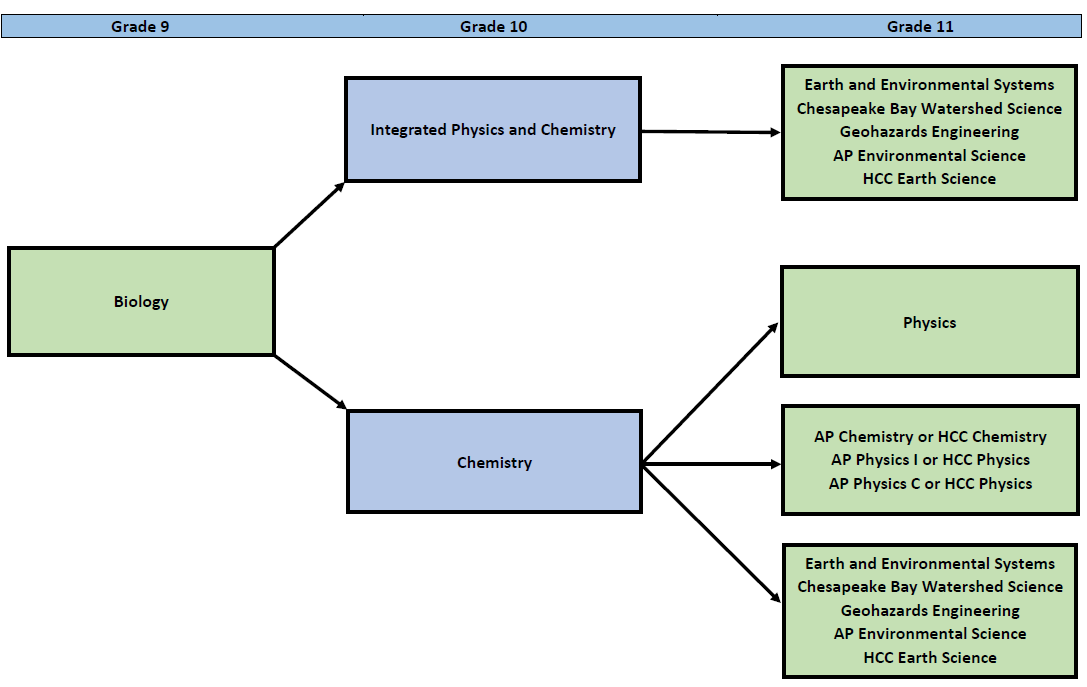 Grade 9
Grade 10
Grade 11
Biology
Integrated Physics and Chemistry
Chemistry
Earth and Environmental Systems
Chesapeake Bay Watershed Science
Geohazards Engineering
AP Environmental Science
HCC Earth Science
Physics
AP Chemistry or HCC Chemistry
AP Physics I or HCC Physics
AP Physics C or HCC Physics
Earth and Environmental Systems
Chesapeake Bay Watershed Science
Geohazards Engineering
AP Environmental Science
HCC Earth Science